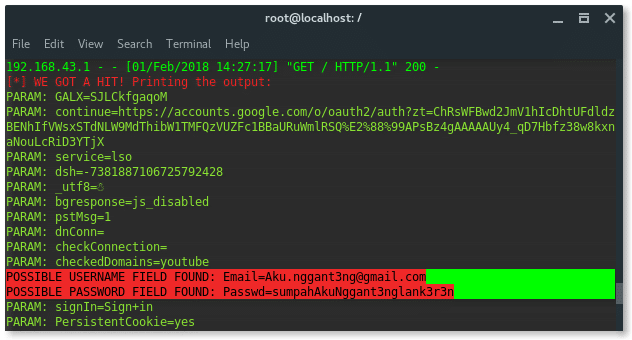 root@localhost: /
File Edit View Search Terminal Help
192.168.43.1 - - [01/Feb/2018 14:27:17] "GET / HTTP/1.1" 200 -
[*] WE GOT A HIT! Printing the output:
PARAM: GALX=SJLCkfgaqoM
PARAM: continue=https://accounts.google.com/o/oauth2/auth?zt=ChRsWFBwd2JmV1hIcDhtUFdldz
BENhIfVWsxSTdNLW9MdThibW1TMFQzVUZFc1BBaURuWmlRSQ%E2%88%99APsBz4gAAAAAUy4_qD7Hbfz38w8kxn
aNouLcRiD3YTjX
PARAM: service=lso
PARAM: dsh=-7381887106725792428
PARAM: _utf8=☃
PARAM: bgresponse=js_disabled
PARAM: pstMsg=1
PARAM: dnConn=
PARAM: checkConnection=
PARAM: checkedDomains=youtube
POSSIBLE USERNAME FIELD FOUND: Email=Aku.nggant3ng@gmail.com
POSSIBLE PASSWORD FIELD FOUND: Passwd=sumpahAkuNggant3nglank3r3n
PARAM: signIn=Sign+in
PARAM: PersistentCookie=yes